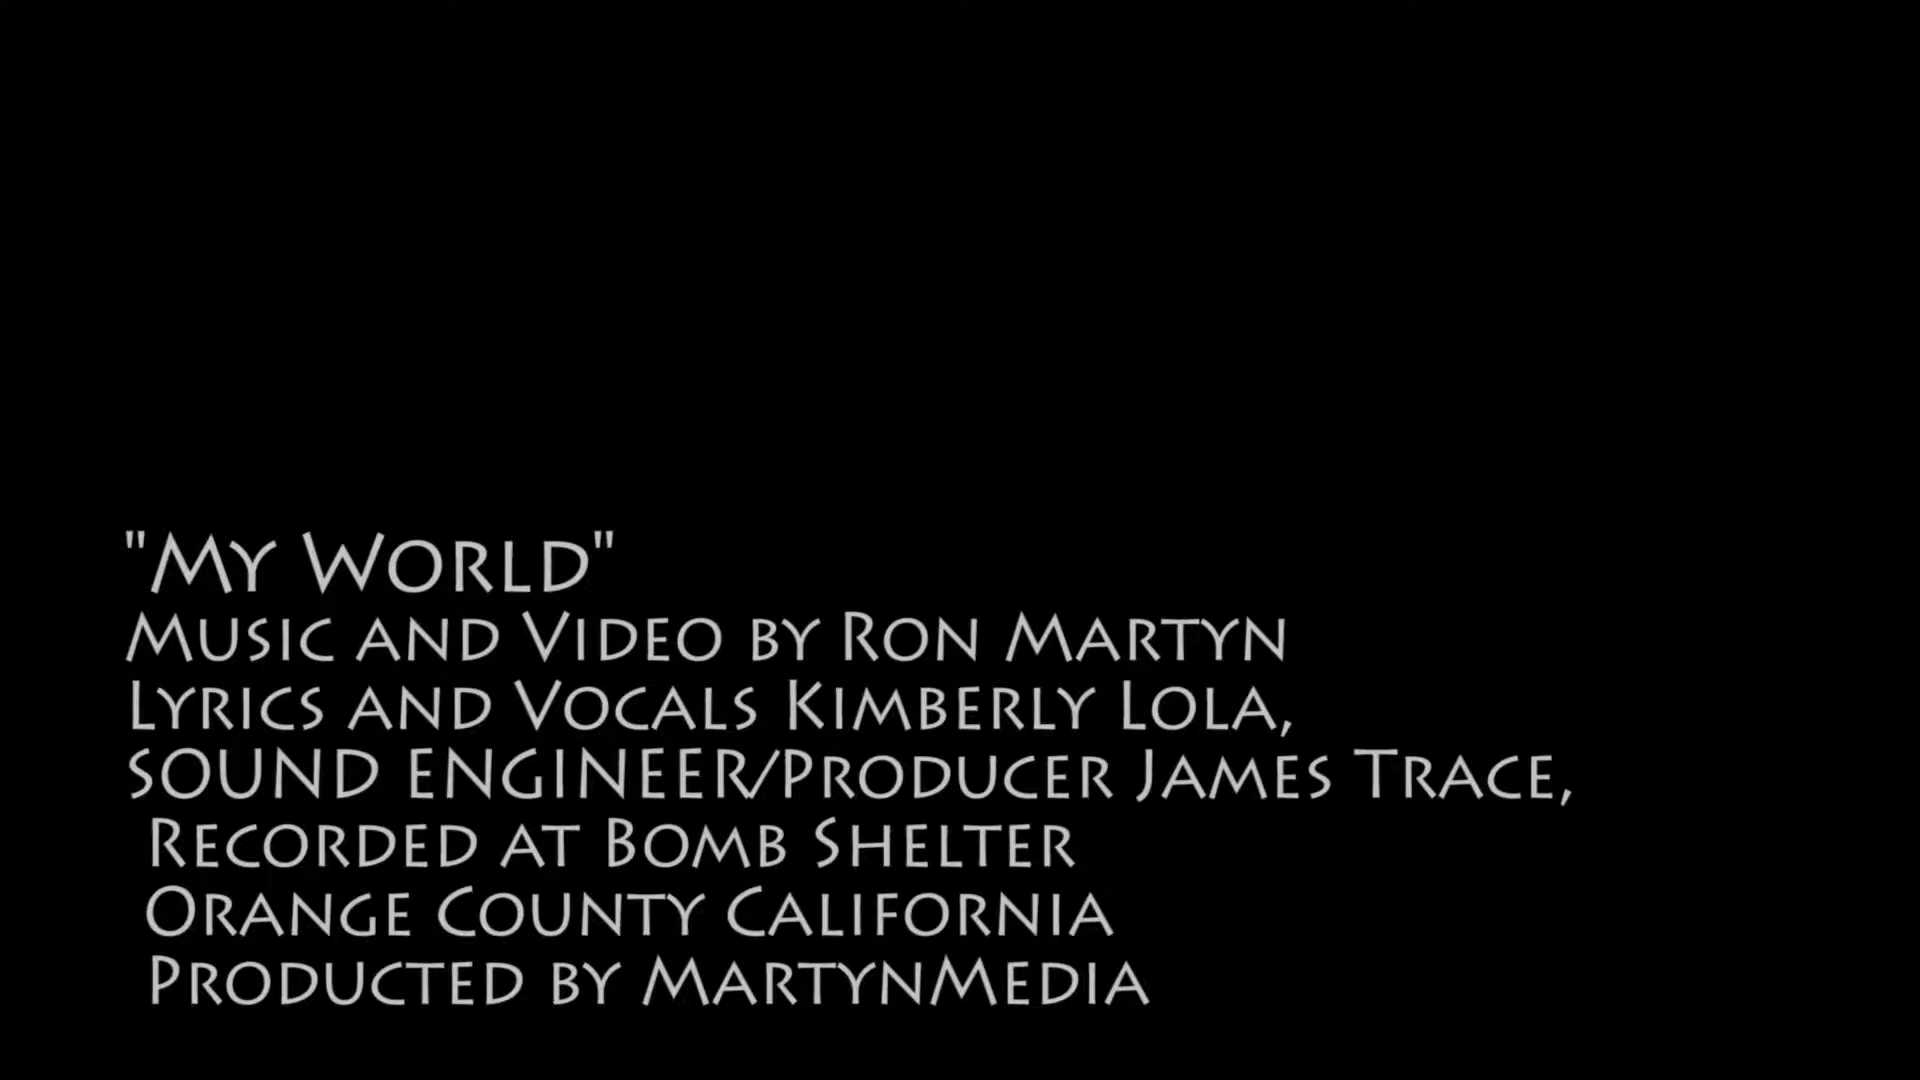 "My World"
Music and Video by Ron Martyn
Lyrics and Vocals Kimberly Lola,
SOUND ENGINEER/Producer James Trace,
Recorded at Bomb Shelter
Orange County California
Producted by MartynMedia